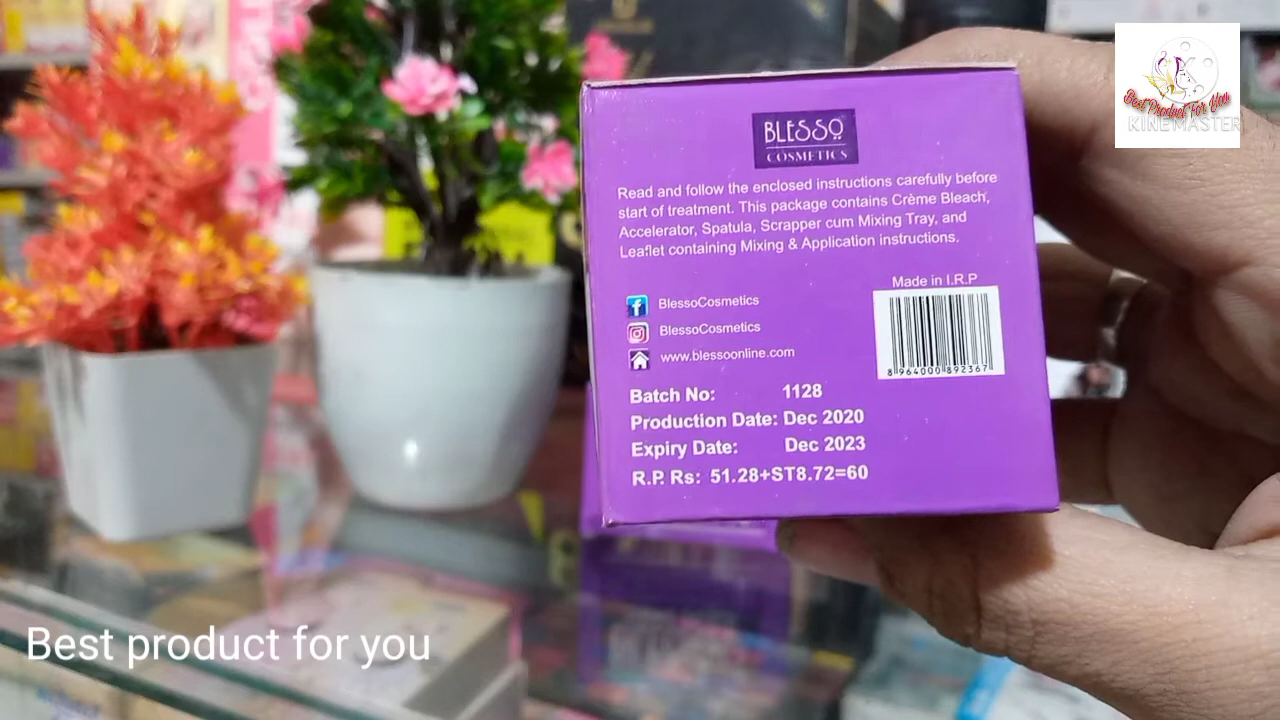 BLESSO
COSMETICS
Read and follow the enclosed instructions carefully before
start of treatment. This package contains Crème Bleach,
Accelerator, Spatula, Scrapper cum Mixing Tray, and
Leaflet containing Mixing & Application instructions.
Made in I.R.P
8 964000 892367
BlessoCosmetics
BlessoCosmetics
www.blessoonline.com
Batch No: 1128
Production Date: Dec 2020
Expiry Date: Dec 2023
R.P. Rs: 51.28+ST8.72=60
Best Product For You
KINEMASTER
Best product for you